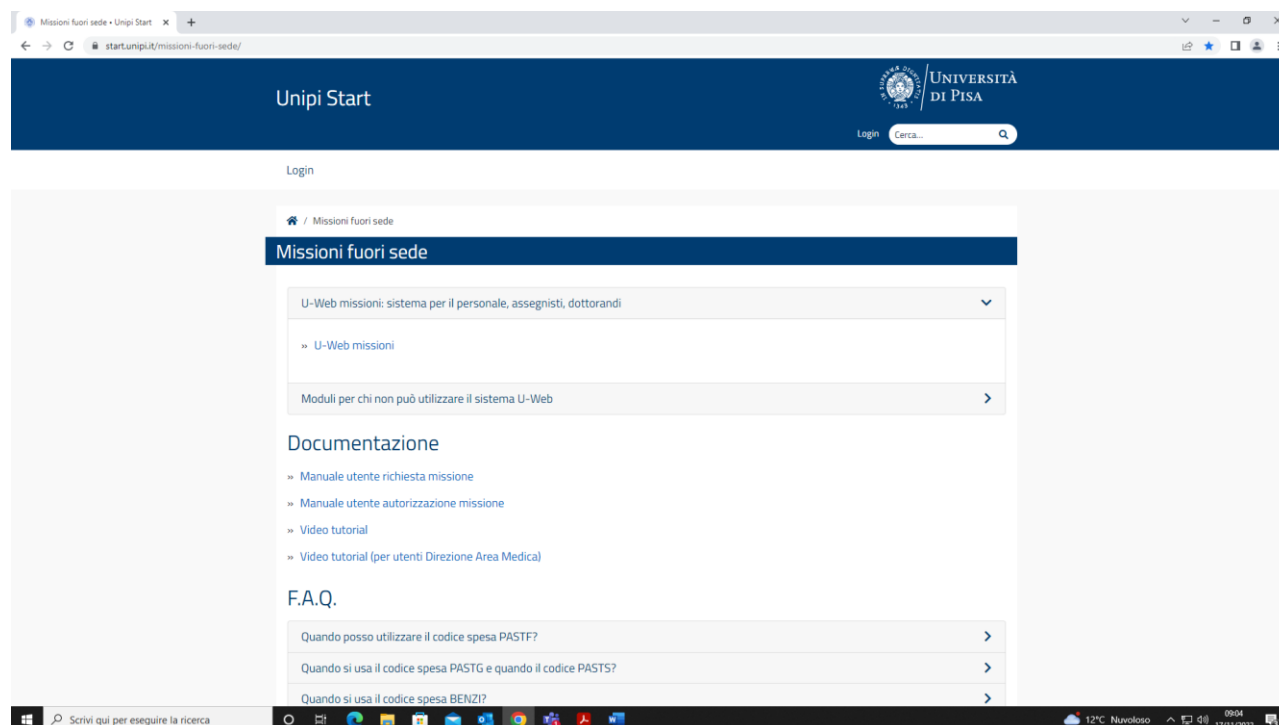 Missioni fuori sede • Unipi Start
start.unipi.it/missioni-fuori-sede/
Unipi Start
UNIVERSITÀ
DI PISA
Login
Cerca...
Login
/ Missioni fuori sede
Missioni fuori sede
U-Web missioni: sistema per il personale, assegnisti, dottorandi
» U-Web missioni
Moduli per chi non può utilizzare il sistema U-Web
Documentazione
» Manuale utente richiesta missione
» Manuale utente autorizzazione missione
» Video tutorial
» Video tutorial (per utenti Direzione Area Medica)
F.A.Q.
Quando posso utilizzare il codice spesa PASTF?
Quando si usa il codice spesa PASTG e quando il codice PASTS?
Quando si usa il codice spesa BENZI?
Scrivi qui per eseguire la ricerca
12°C Nuvoloso
09:04